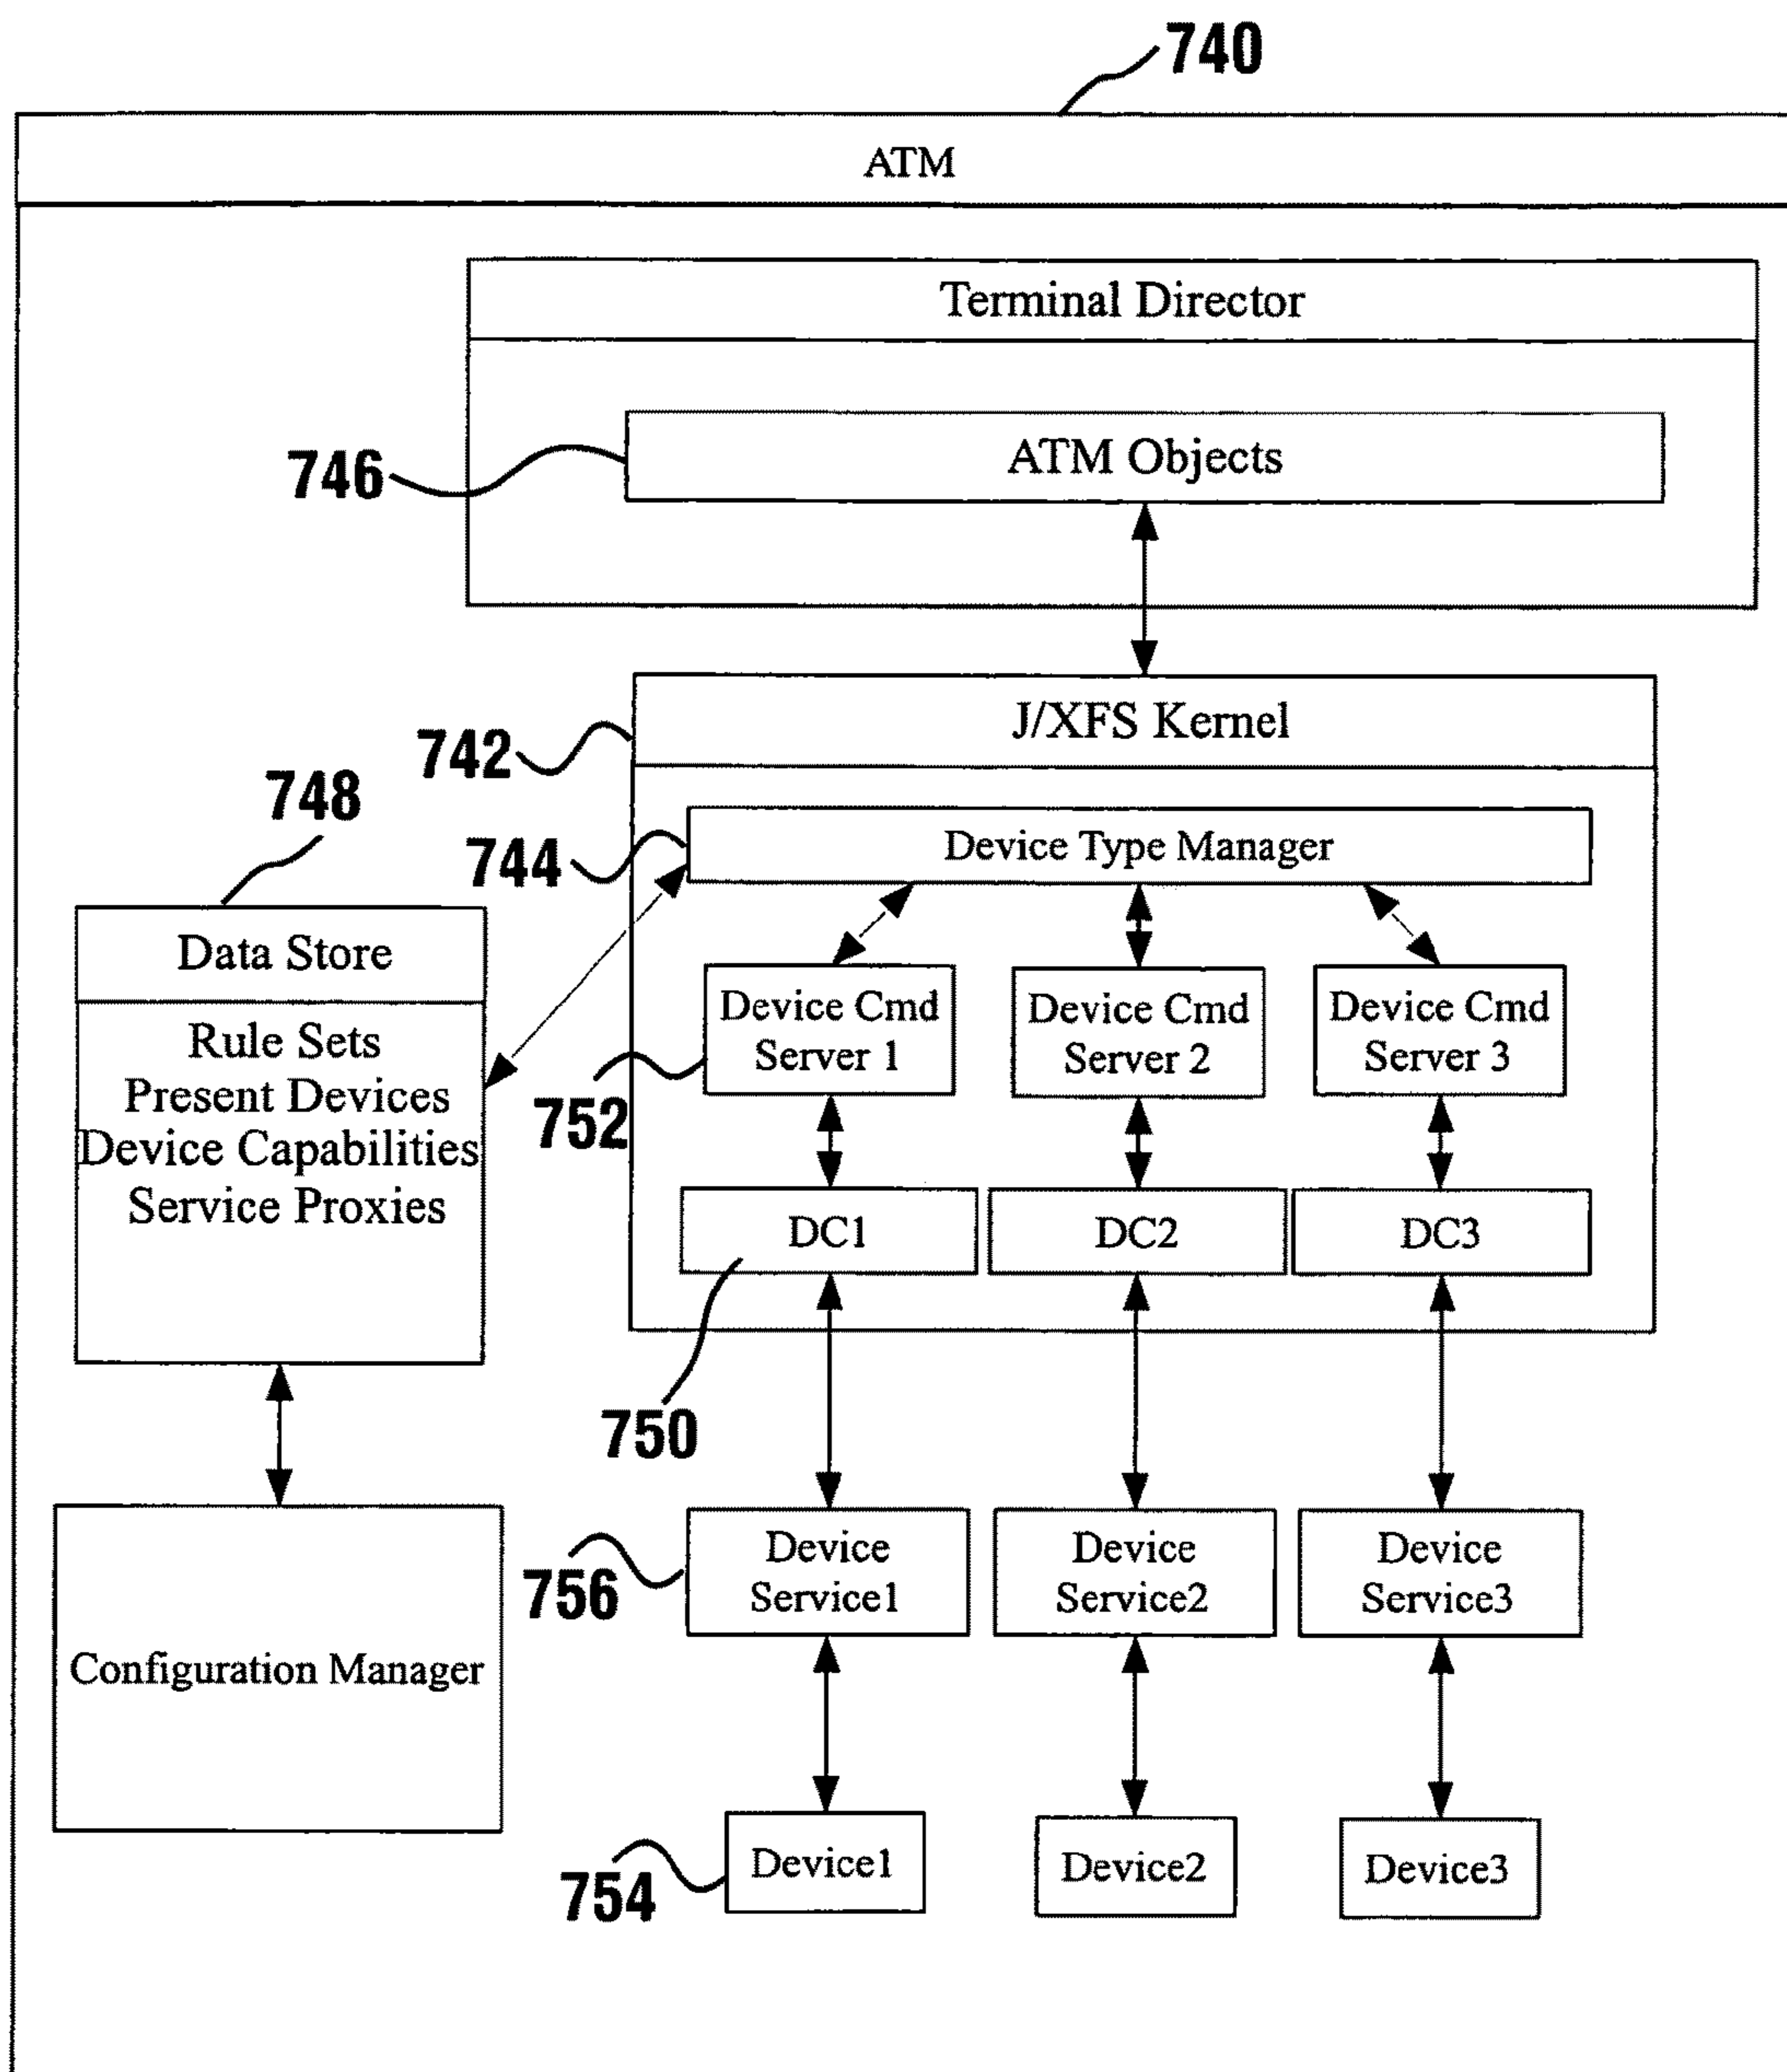 740
ATM
Terminal Director
746
ATM Objects
742
J/XFS Kernel
748
744
Device Type Manager
Data Store
Rule Sets
Present Devices
Device Capabilities
Service Proxies
752
Device Cmd
Server 1
Device Cmd
Server 2
Device Cmd
Server 3
DC1
DC2
DC3
750
756
Device
Service1
Device
Service2
Device
Service3
Configuration Manager
754
Device1
Device2
Device3